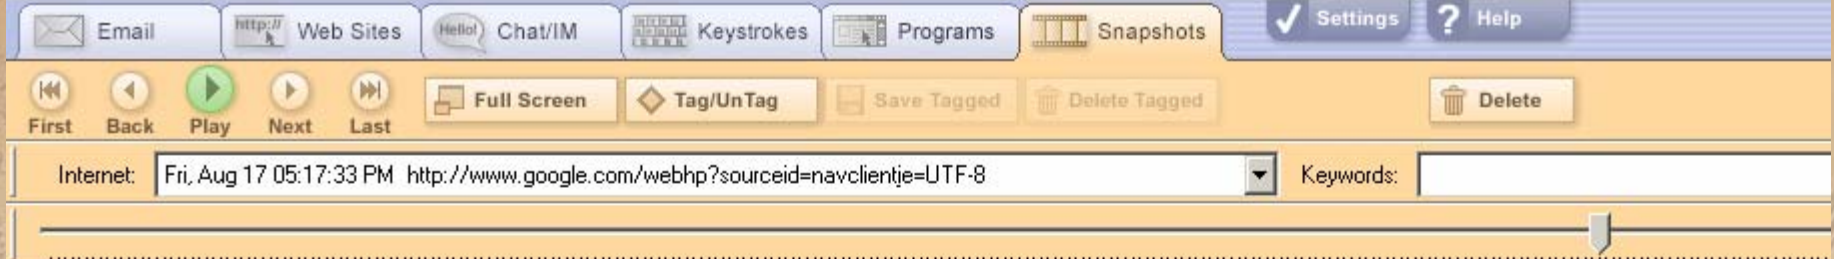 Email http:// Web Sites Hello! Chat/IM Keystrokes Programs Snapshots Settings ? Help
Full Screen Tag/UnTag Save Tagged Delete Tagged Delete
First Back Play Next Last
Internet: Fri, Aug 17 05:17:33 PM http://www.google.com/webhp?sourceid=navclientje=UTF-8 Keywords: